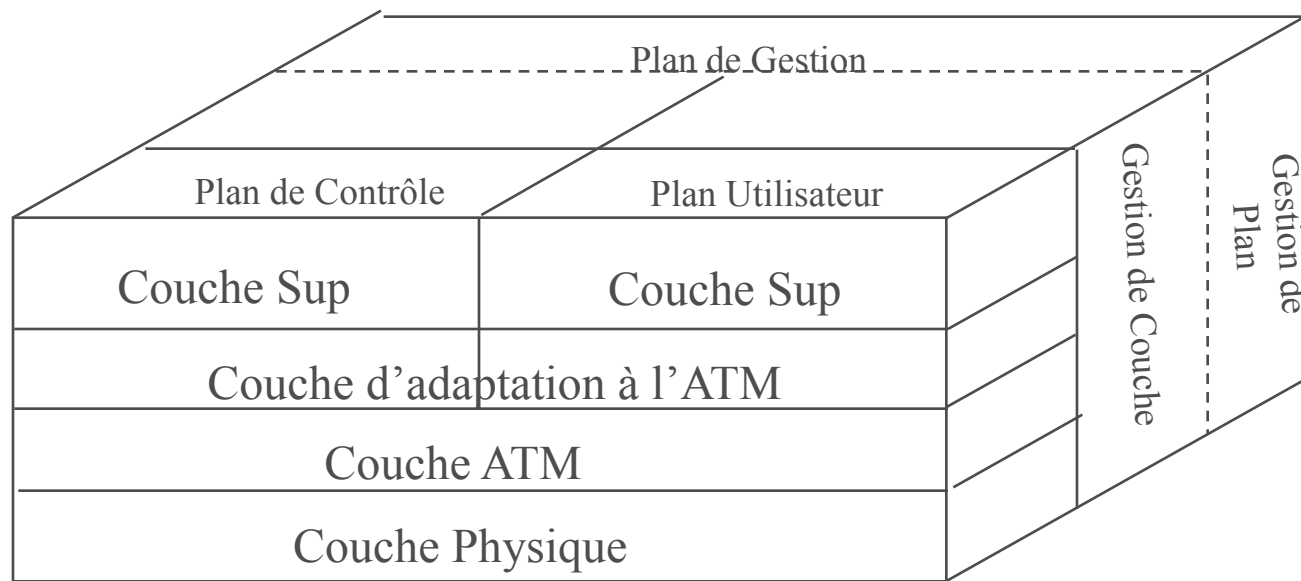 Plan de Gestion
Plan de Contrôle
Plan Utilisateur
Couche Sup
Couche Sup
Couche d’adaptation à l’ATM
Couche ATM
Couche Physique
Gestion de Couche
Gestion de
Plan